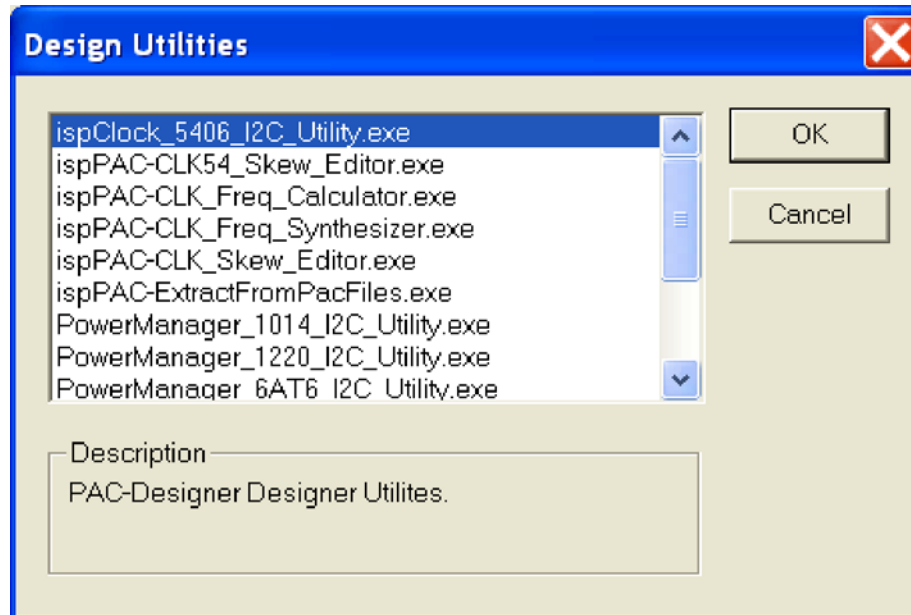 Design Utilities
ispClock_5406_I2C_Utility.exe
ispPAC-CLK54_Skew_Editor.exe
ispPAC-CLK_Freq_Calculator.exe
ispPAC-CLK_Freq_Synthesizer.exe
ispPAC-CLK_Skew_Editor.exe
ispPAC-ExtractFromPacFiles.exe
PowerManager_1014_I2C_Utility.exe
PowerManager_1220_I2C_Utility.exe
PowerManager_6AT6_I2C_Utility.exe
OK
Cancel
Description
PAC-Designer Designer Utilites.